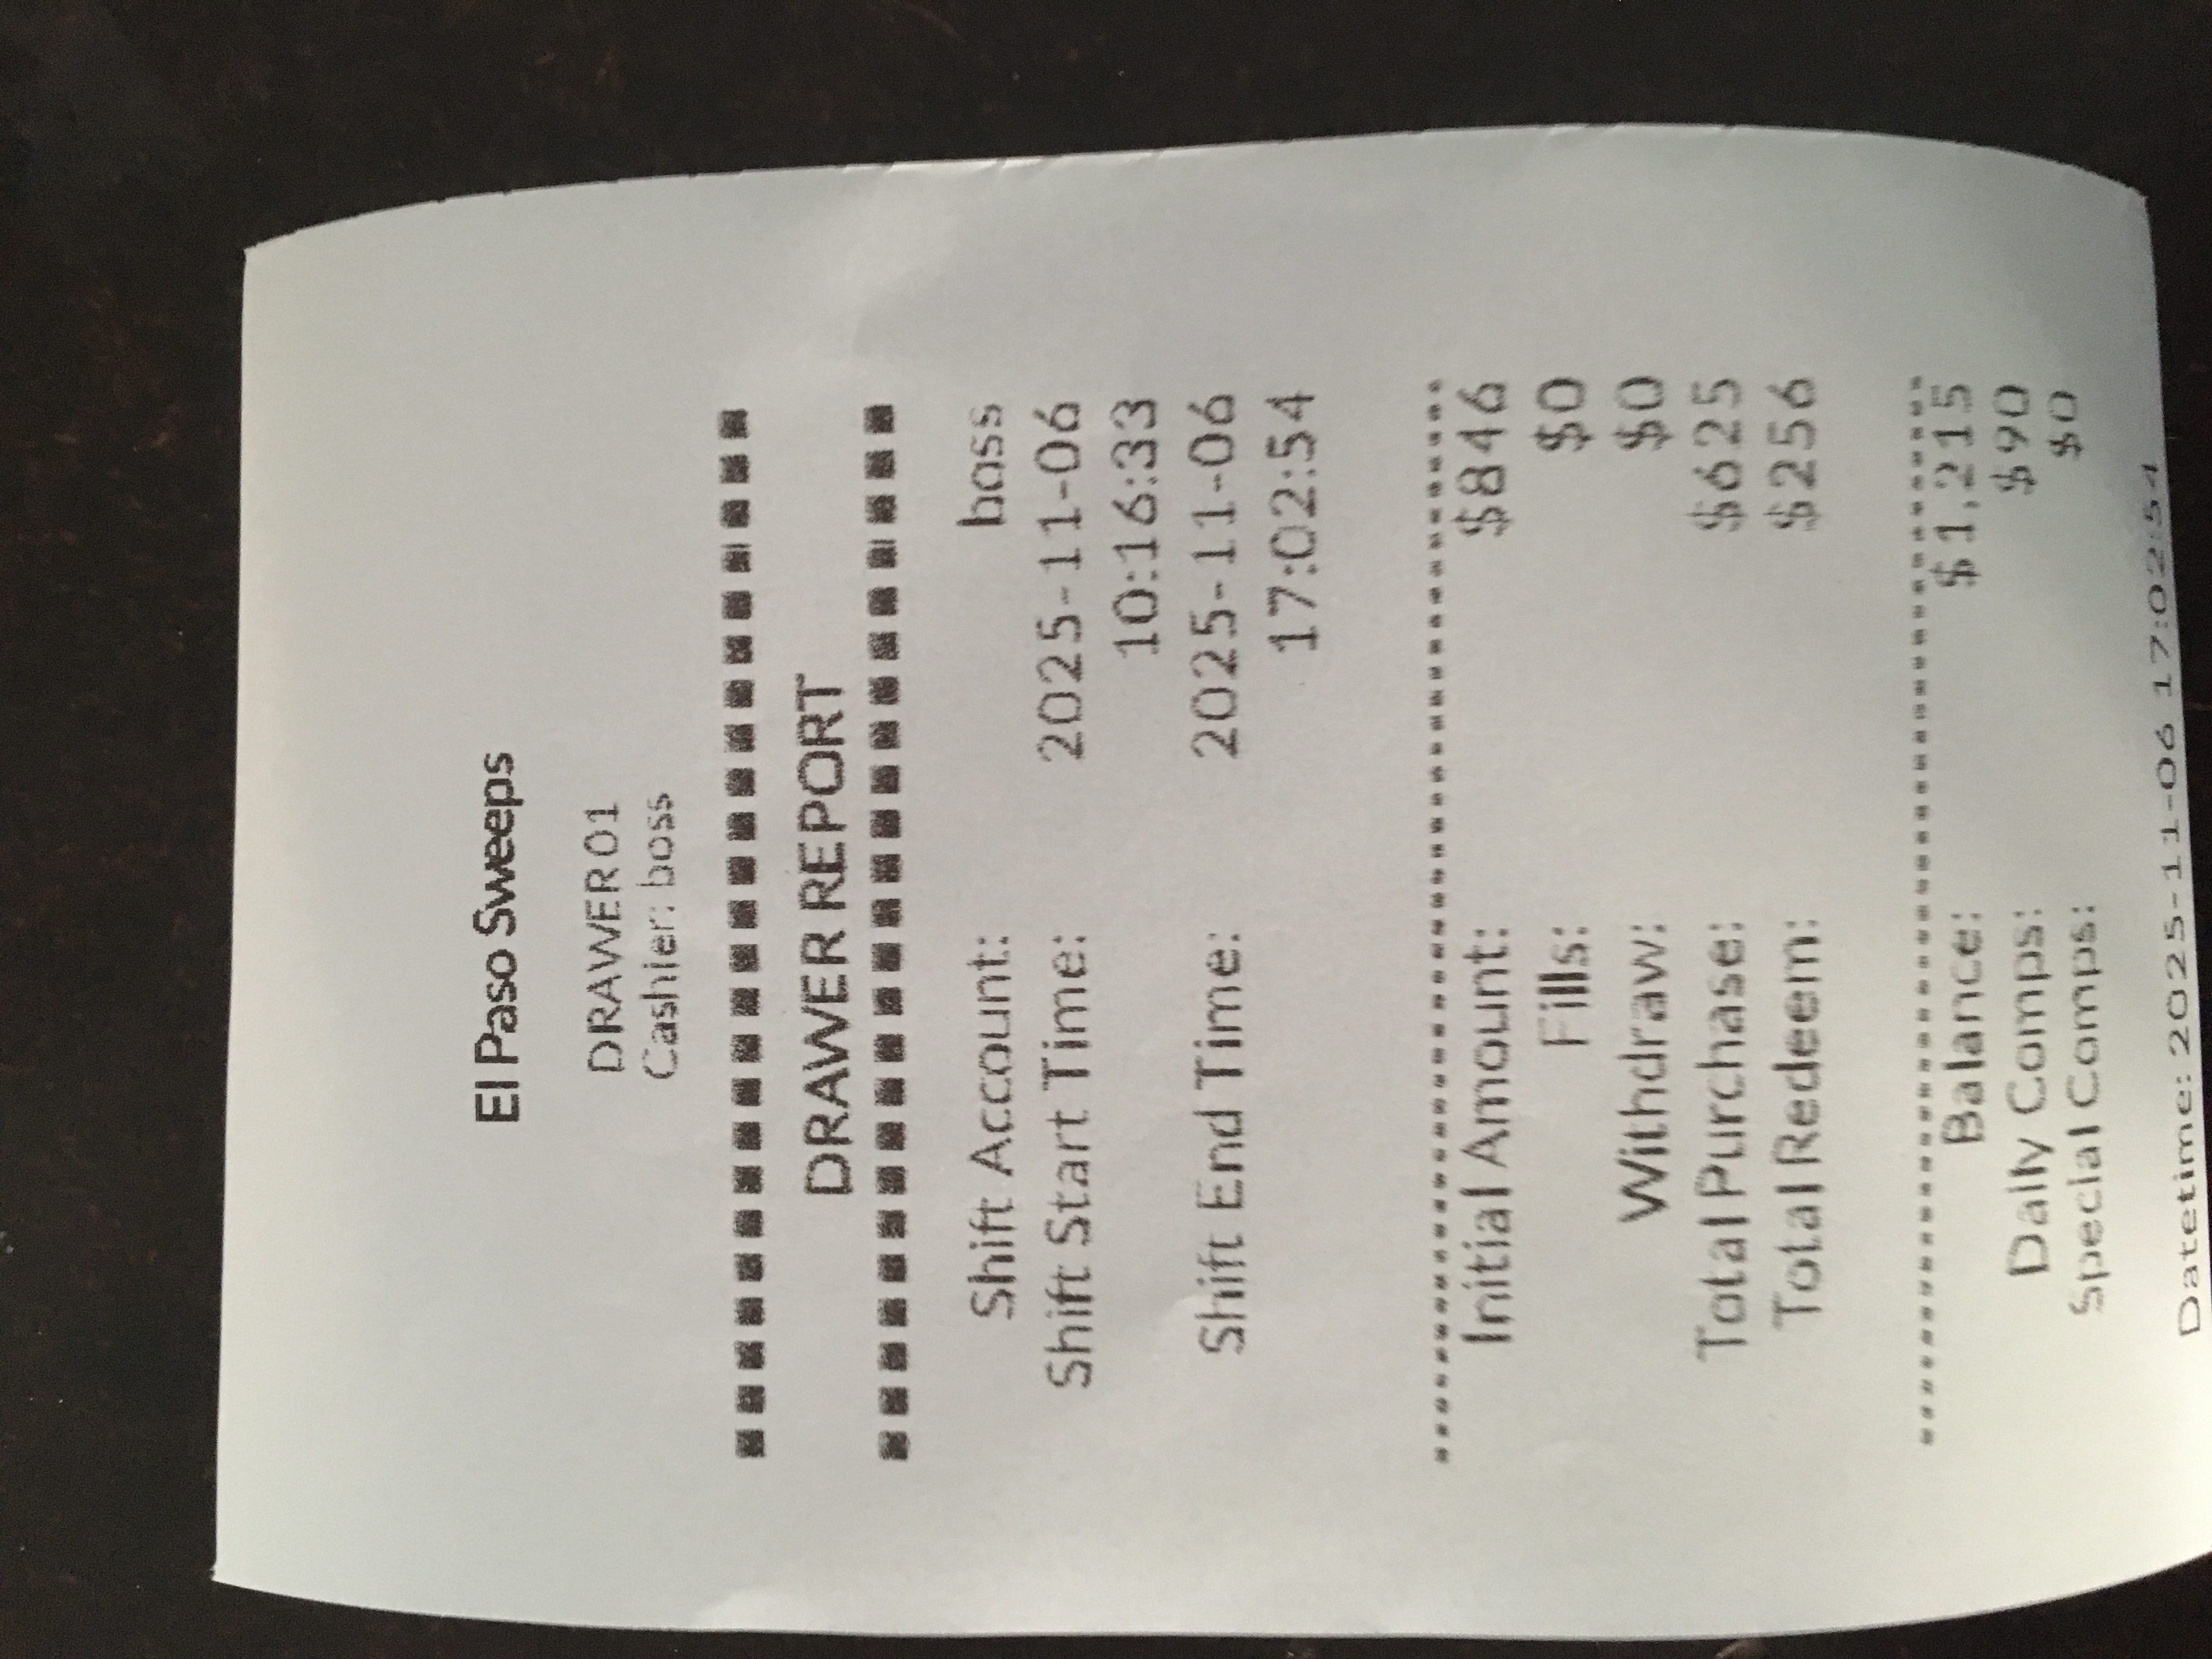 El Paso Sweeps
DRAWER01
Cashier: boss
DRAWER REPORT
Shift Account: boss
Shift Start Time: 2025-11-06
10:16:33
Shift End Time: 2025-11-06
17:02:54
Initial Amount: $846
Fills: $0
Withdraw: $0
Total Purchase: $625
Total Redeem: $256
Balance: $1,215
Daily Comps: $90
Special Comps: $0
Datetime: 2025-11-06 17:02:54